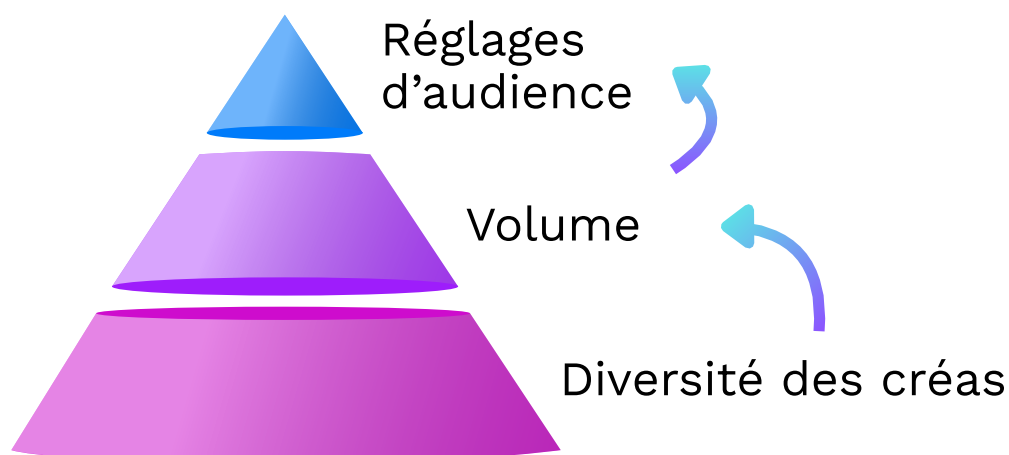 Réglages
d’audience
Volume
Diversité des créas